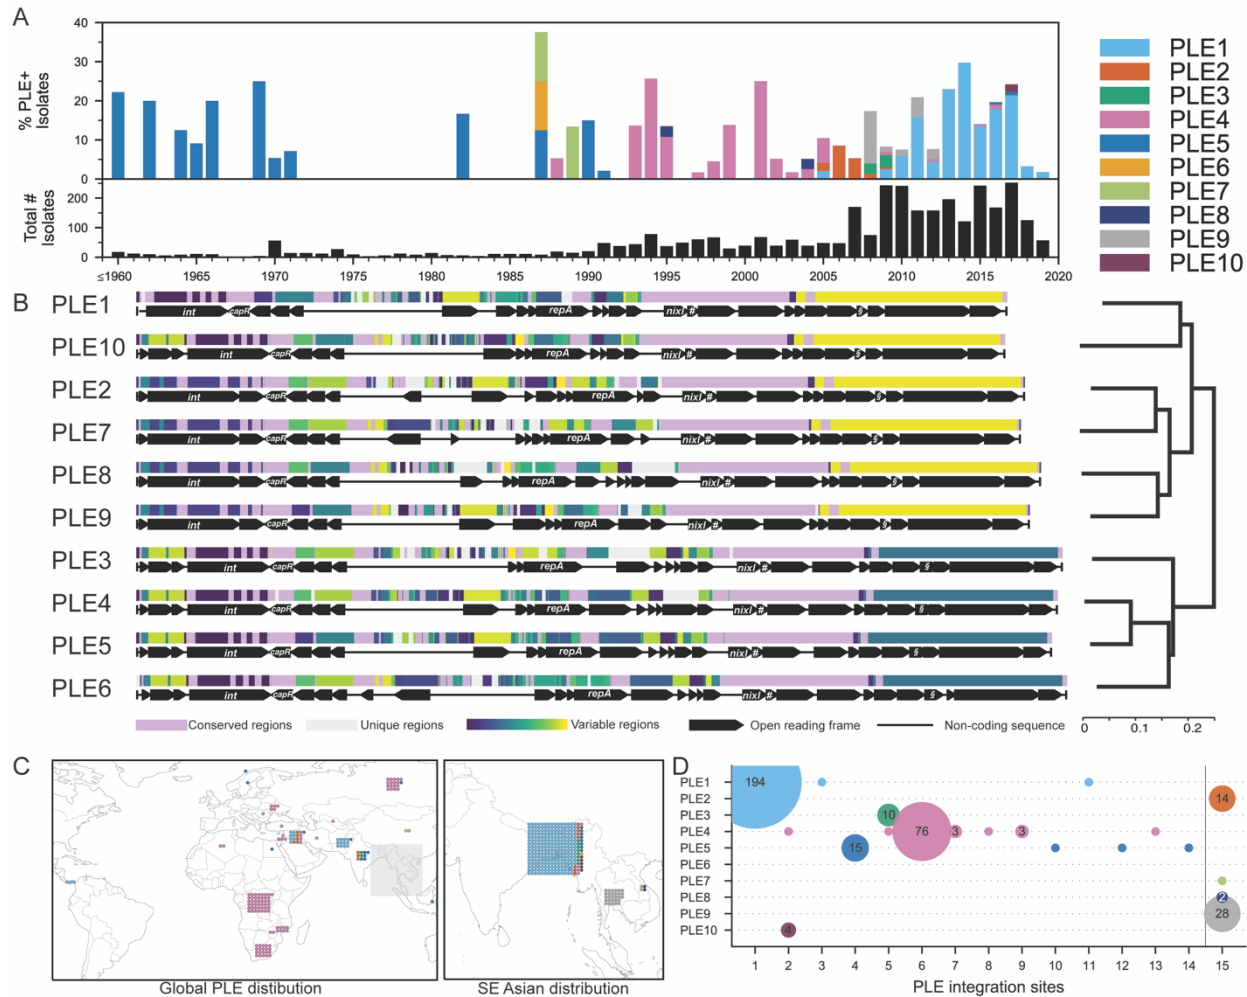 A
% PLE+
Isolates
40
30
20
10
0
Total #
Isolates
200
100
0
≤1960
1965
1970
1975
1980
1985
1990
1995
2000
2005
2010
2015
2020
PLE1
PLE2
PLE3
PLE4
PLE5
PLE6
PLE7
PLE8
PLE9
PLE10
B
PLE1
int capR repA nixI # §
PLE10
int capR repA nixI # §
PLE2
int capR repA nixI # §
PLE7
int capR repA nixI # §
PLE8
int capR repA nixI # §
PLE9
int capR repA nixI # §
PLE3
int capR repA nixI # §
PLE4
int capR repA nixI # §
PLE5
int capR repA nixI # §
PLE6
int capR repA nixI # §
Conserved regions
Unique regions
Variable regions
Open reading frame
Non-coding sequence
0 0.1 0.2
C
Global PLE distibution
SE Asian distribution
D
PLE1 194
PLE2 14
PLE3 10
PLE4 76 3 3
PLE5 15
PLE6
PLE7
PLE8 2
PLE9 28
PLE10 4
1 2 3 4 5 6 7 8 9 10 11 12 13 14 15
PLE integration sites